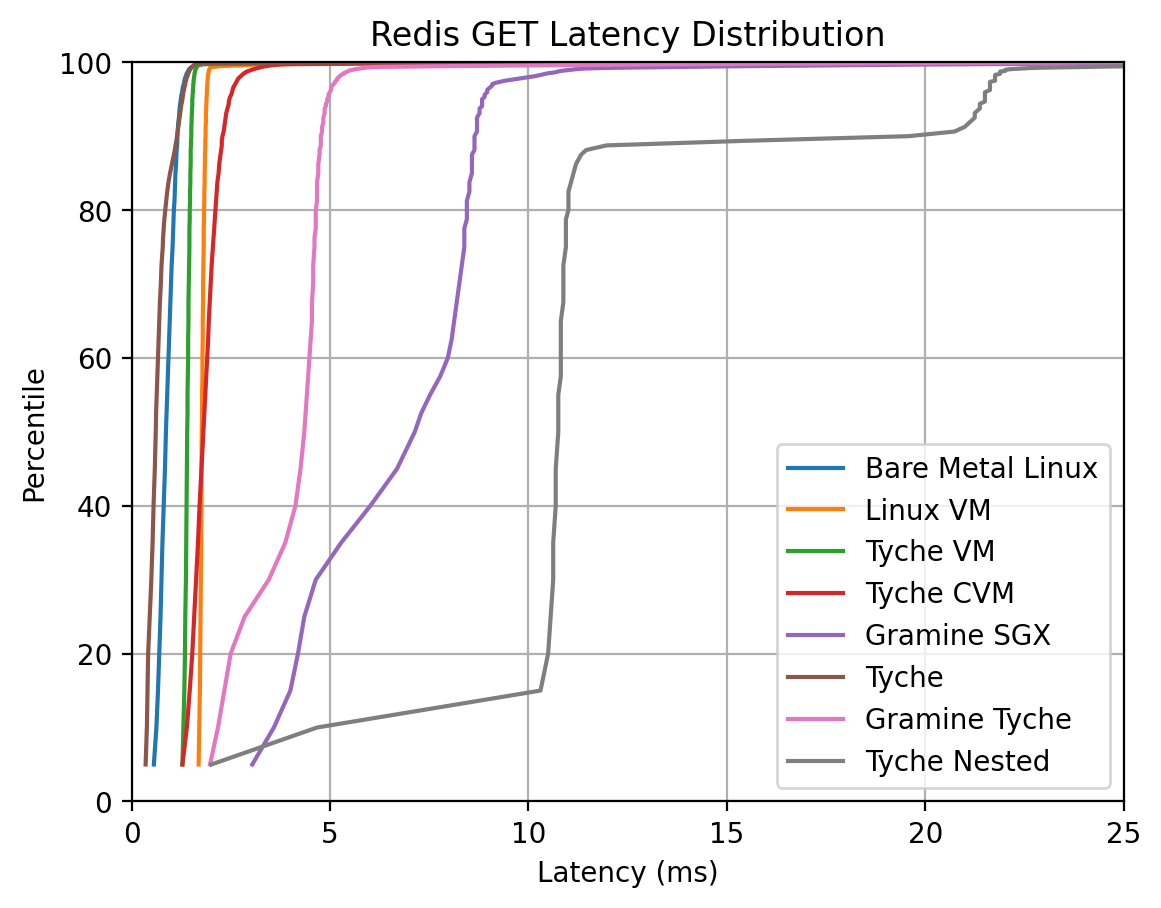 Redis GET Latency Distribution
100
80
60
40
20
0
Percentile
Bare Metal Linux
Linux VM
Tyche VM
Tyche CVM
Gramine SGX
Tyche
Gramine Tyche
Tyche Nested
0 5 10 15 20 25
Latency (ms)